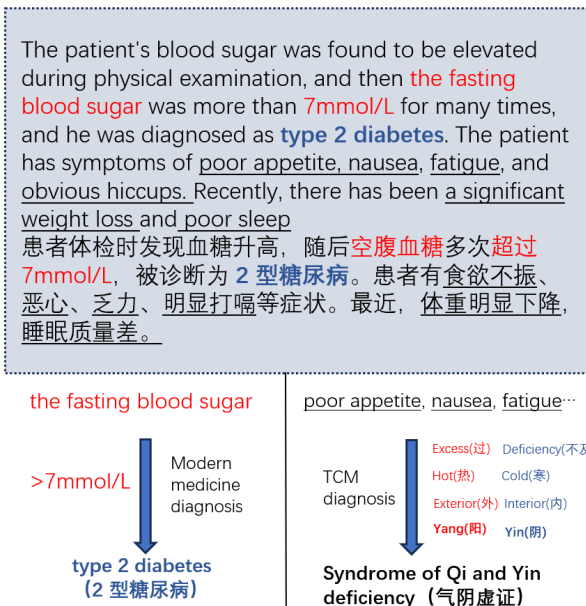 The patient's blood sugar was found to be elevated
during physical examination, and then the fasting
blood sugar was more than 7mmol/L for many times,
and he was diagnosed as type 2 diabetes. The patient
has symptoms of poor appetite, nausea, fatigue, and
obvious hiccups. Recently, there has been a significant
weight loss and poor sleep
患者体检时发现血糖升高，随后空腹血糖多次超过
7mmol/L，被诊断为 2 型糖尿病。患者有食欲不振、
恶心、乏力、明显打嗝等症状。最近，体重明显下降，
睡眠质量差。
the fasting blood sugar
>7mmol/L
Modern
medicine
diagnosis
type 2 diabetes
（2 型糖尿病）
poor appetite, nausea, fatigue…
TCM
diagnosis
Excess(过) Deficiency(不及
Hot(热) Cold(寒)
Exterior(外) Interior(内)
Yang(阳) Yin(阴)
Syndrome of Qi and Yin
deficiency（气阴虚证）